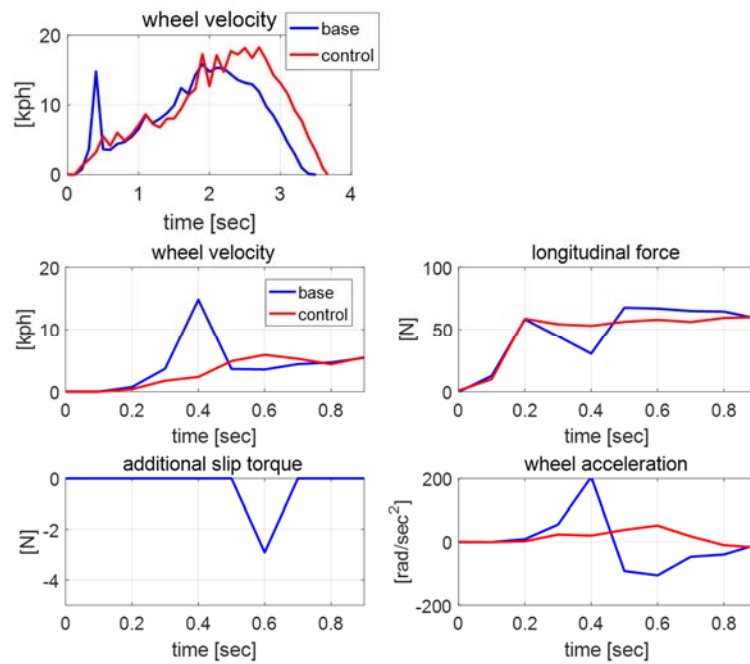 wheel velocity
base
control
20
10
0
[kph]
0 1 2 3 4
time [sec]
wheel velocity
longitudinal force
20
10
0
[kph]
base
control
0 0.2 0.4 0.6 0.8
time [sec]
100
50
0
[N]
0 0.2 0.4 0.6 0.8
time [sec]
additional slip torque
wheel acceleration
0
-2
-4
[N]
0 0.2 0.4 0.6 0.8
time [sec]
200
0
-200
[rad/sec²]
0 0.2 0.4 0.6 0.8
time [sec]